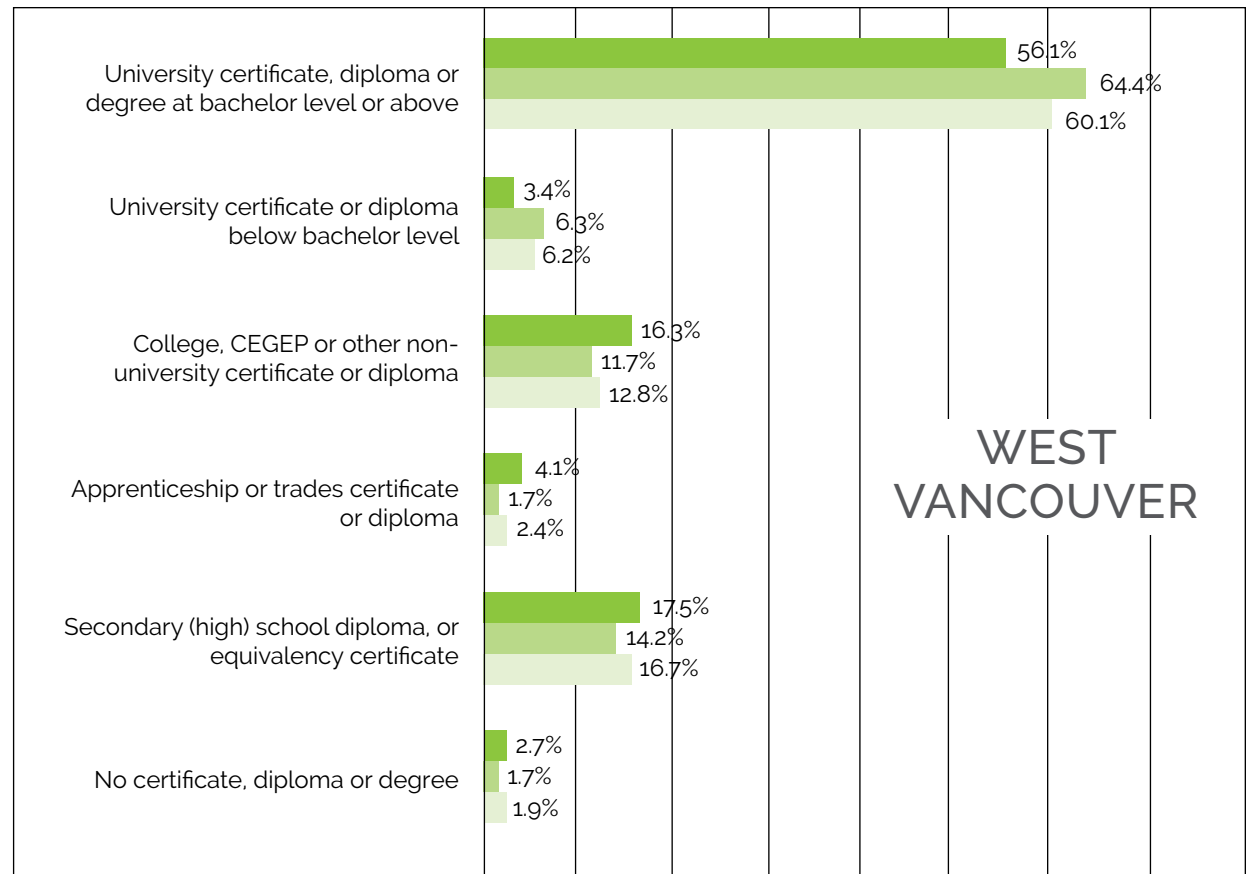 University certificate, diploma or
degree at bachelor level or above
56.1%
64.4%
60.1%
University certificate or diploma
below bachelor level
3.4%
6.3%
6.2%
College, CEGEP or other non-
university certificate or diploma
16.3%
11.7%
12.8%
WEST
VANCOUVER
Apprenticeship or trades certificate
or diploma
4.1%
1.7%
2.4%
Secondary (high) school diploma, or
equivalency certificate
17.5%
14.2%
16.7%
No certificate, diploma or degree
2.7%
1.7%
1.9%